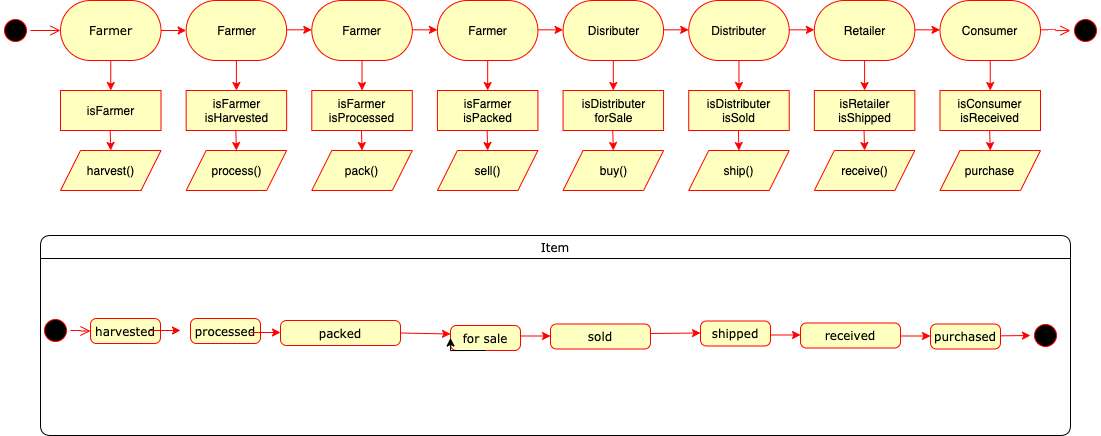 Farmer
Farmer
Farmer
Farmer
Disributer
Distributer
Retailer
Consumer
isFarmer
isFarmer
isHarvested
isFarmer
isProcessed
isFarmer
isPacked
isDistributer
forSale
isDistributer
isSold
isRetailer
isShipped
isConsumer
isReceived
harvest()
process()
pack()
sell()
buy()
ship()
receive()
purchase
Item
harvested
processed
packed
for sale
sold
shipped
received
purchased